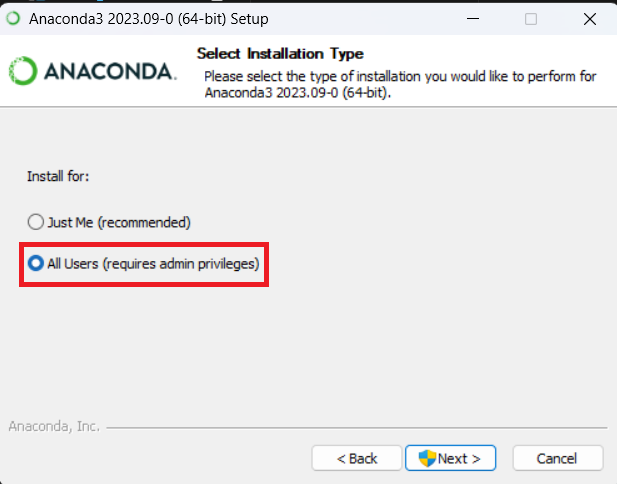 Anaconda3 2023.09-0 (64-bit) Setup
ANACONDA.
Select Installation Type
Please select the type of installation you would like to perform for
Anaconda3 2023.09-0 (64-bit).
Install for:
Just Me (recommended)
All Users (requires admin privileges)
Anaconda, Inc.
< Back
Next >
Cancel